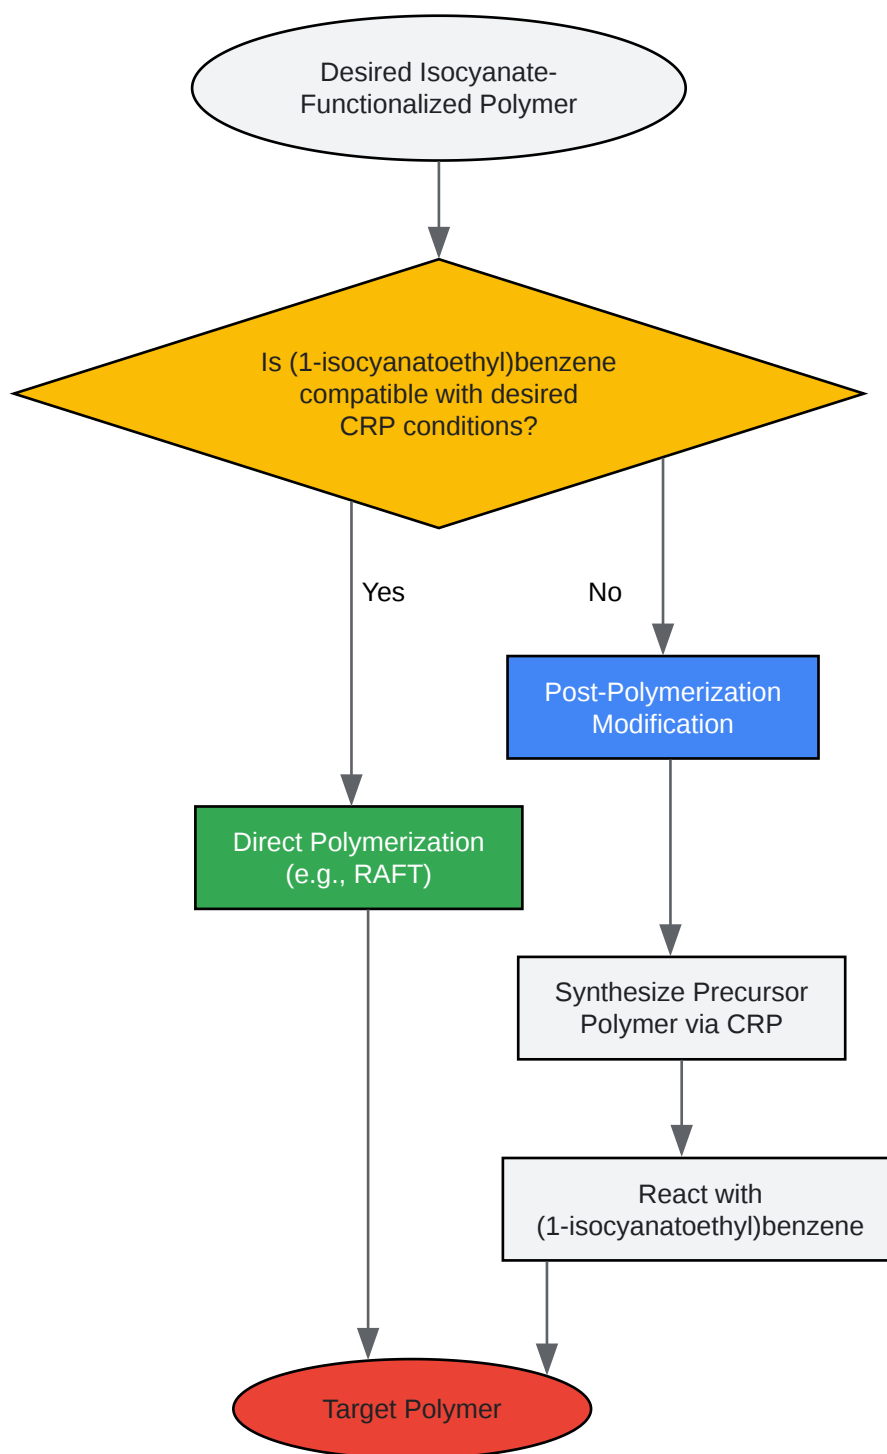 Desired Isocyanate-
Functionalized Polymer
Is (1-isocyanatoethyl)benzene
compatible with desired
CRP conditions?
Yes
No
Post-Polymerization
Modification
Direct Polymerization
(e.g., RAFT)
Synthesize Precursor
Polymer via CRP
React with
(1-isocyanatoethyl)benzene
Target Polymer